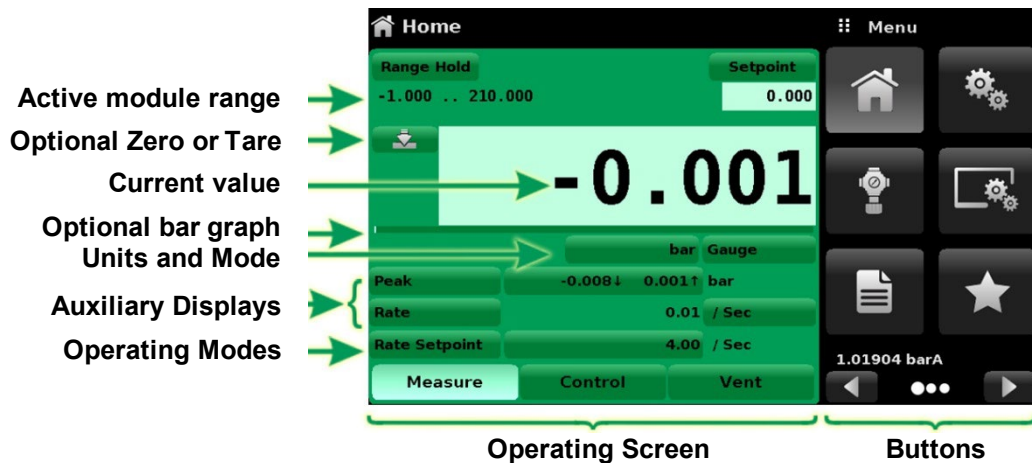 Home
Menu
Range Hold
Setpoint
Active module range
-1.000 .. 210.000
0.000
Optional Zero or Tare
Current value
-0.001
Optional bar graph
Units and Mode
bar Gauge
Peak -0.008↓ 0.001↑ bar
Auxiliary Displays
Rate 0.01 / Sec
Operating Modes
Rate Setpoint 4.00 / Sec
1.01904 barA
Measure Control Vent
Operating Screen
Buttons